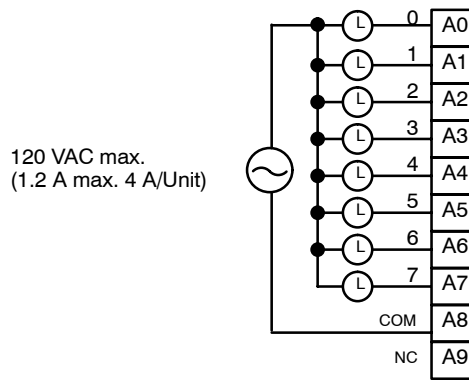 120 VAC max.
(1.2 A max. 4 A/Unit)
L 0 A0
L 1 A1
L 2 A2
L 3 A3
L 4 A4
L 5 A5
L 6 A6
L 7 A7
COM A8
NC A9